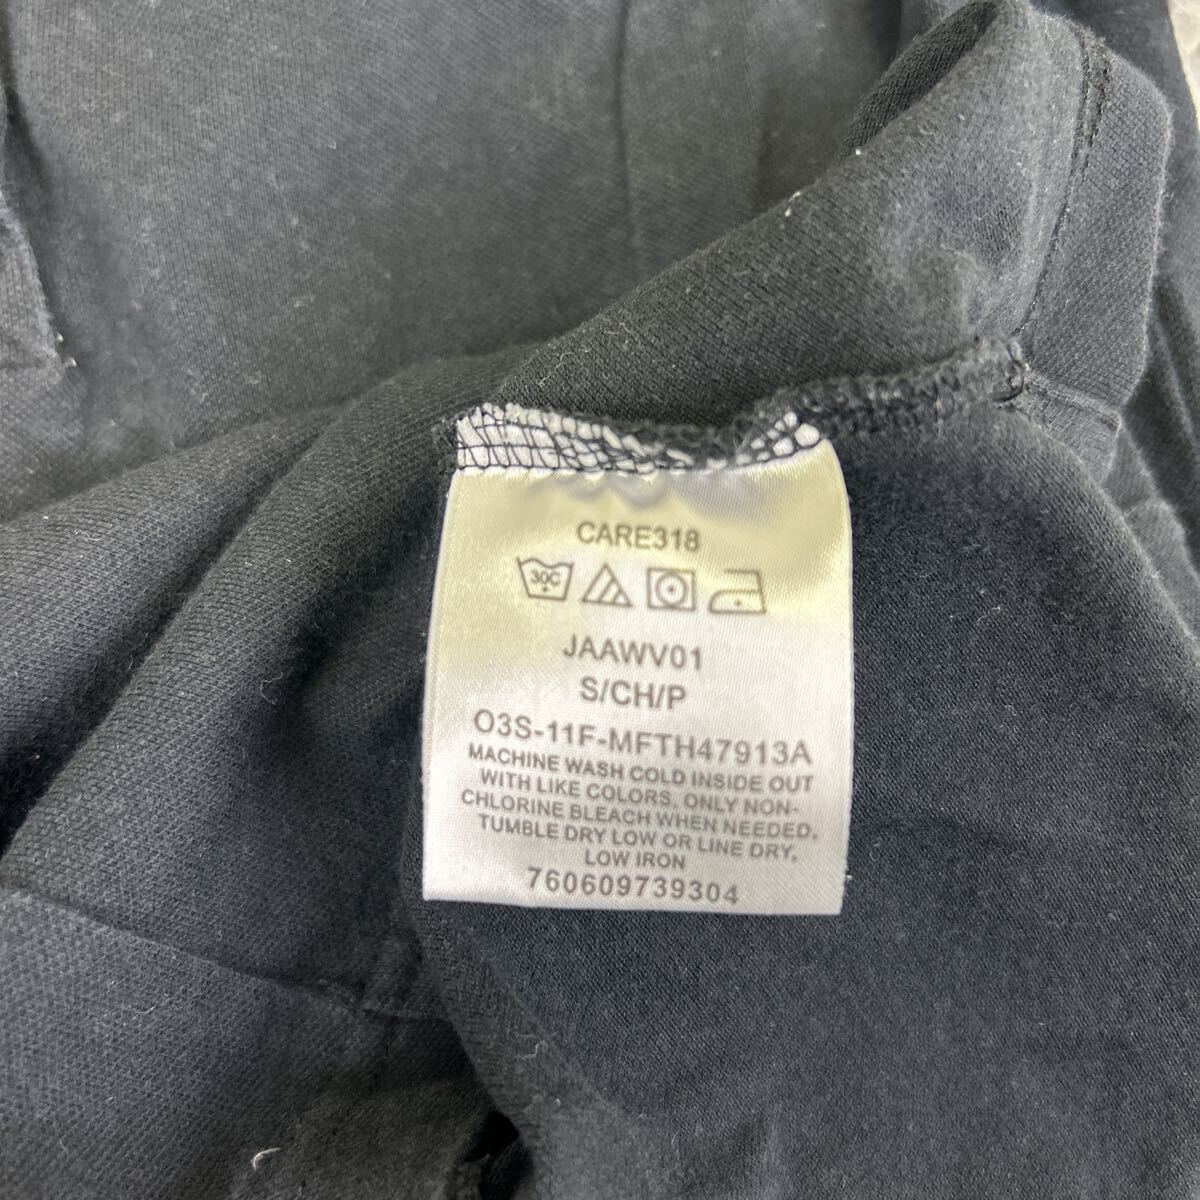 CARE318
30C
JAAWV01
S/CH/P
O3S-11F-MFTH47913A
MACHINE WASH COLD INSIDE OUT
WITH LIKE COLORS, ONLY NON-
CHLORINE BLEACH WHEN NEEDED,
TUMBLE DRY LOW OR LINE DRY,
LOW IRON
760609739304